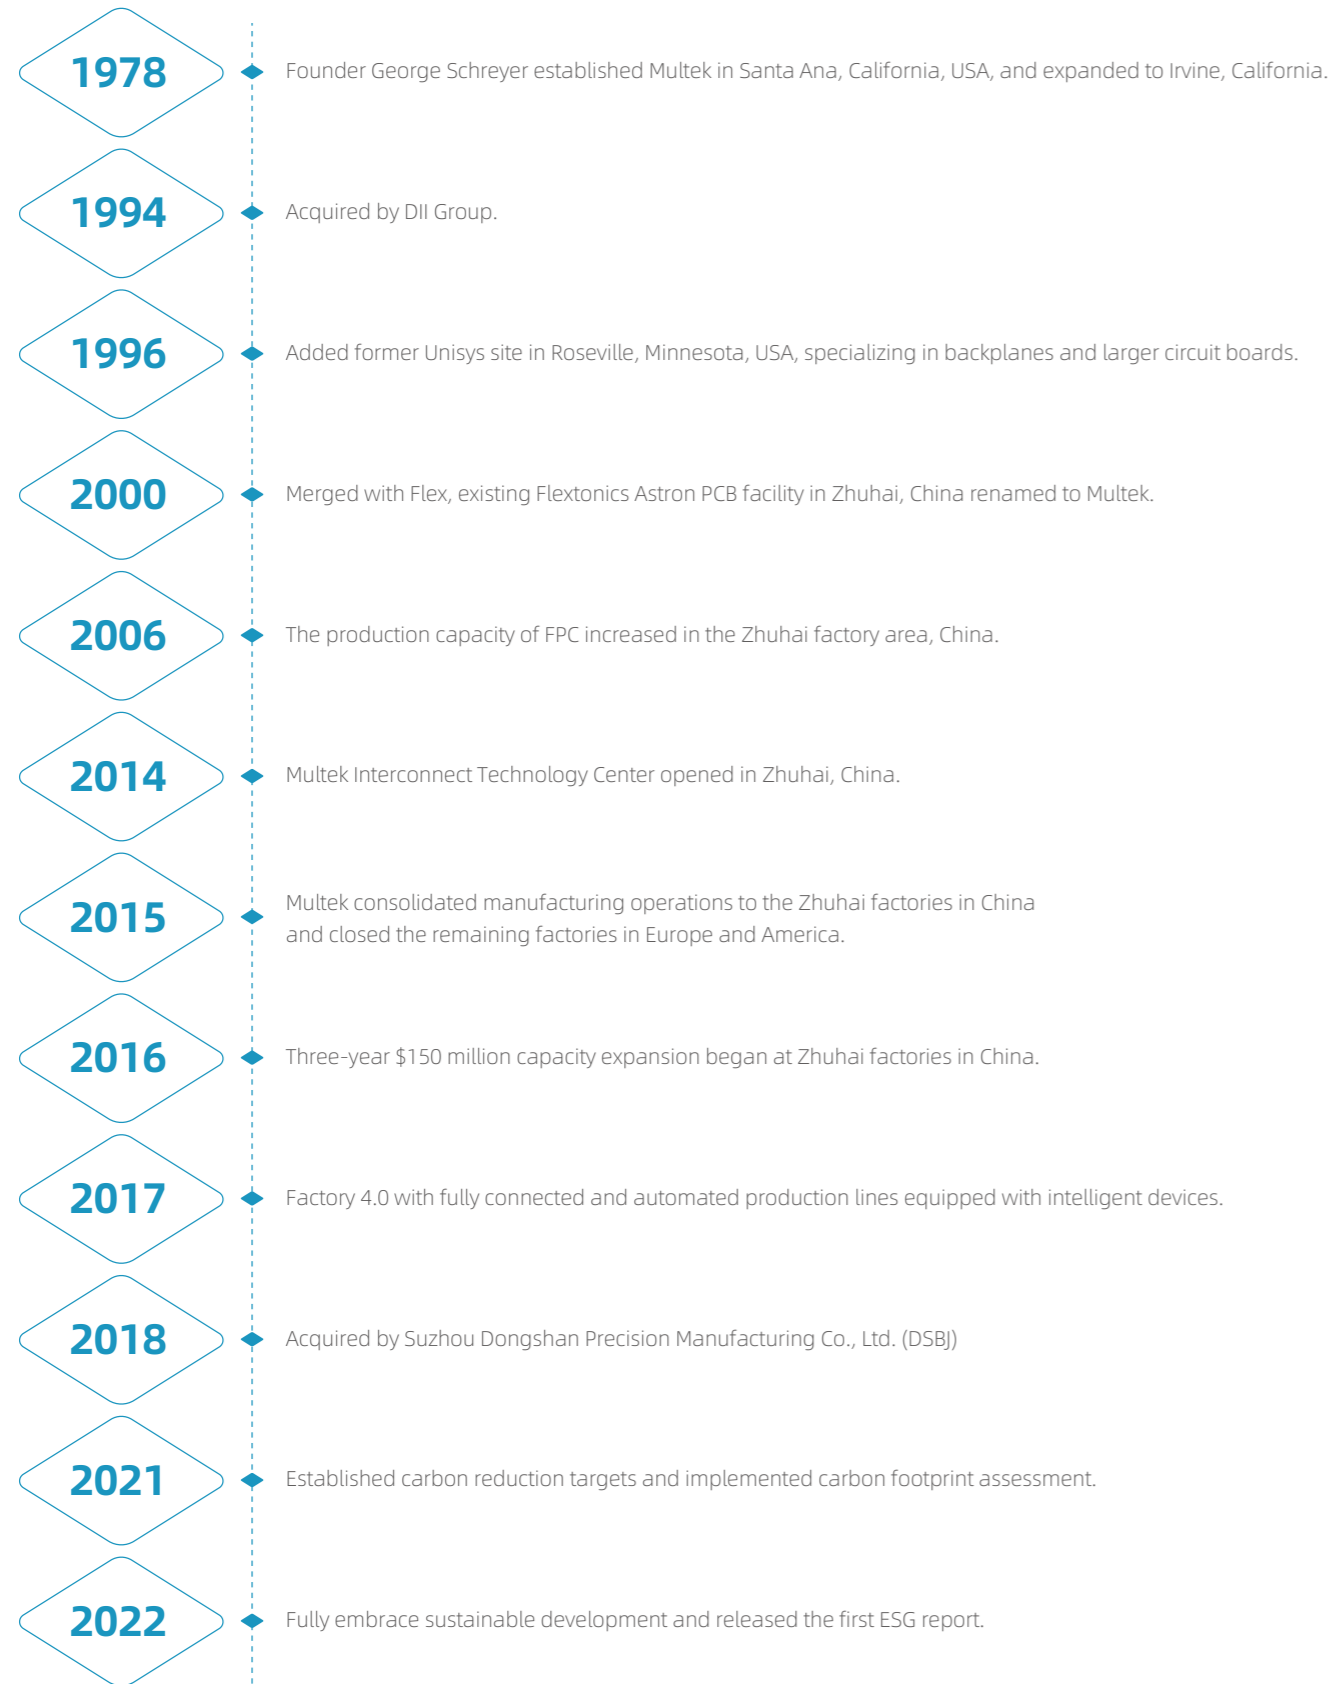 1978
Founder George Schreyer established Multek in Santa Ana, California, USA, and expanded to Irvine, California.
1994
Acquired by DII Group.
1996
Added former Unisys site in Roseville, Minnesota, USA, specializing in backplanes and larger circuit boards.
2000
Merged with Flex, existing Flextonics Astron PCB facility in Zhuhai, China renamed to Multek.
2006
The production capacity of FPC increased in the Zhuhai factory area, China.
2014
Multek Interconnect Technology Center opened in Zhuhai, China.
2015
Multek consolidated manufacturing operations to the Zhuhai factories in China
and closed the remaining factories in Europe and America.
2016
Three-year $150 million capacity expansion began at Zhuhai factories in China.
2017
Factory 4.0 with fully connected and automated production lines equipped with intelligent devices.
2018
Acquired by Suzhou Dongshan Precision Manufacturing Co., Ltd. (DSBJ)
2021
Established carbon reduction targets and implemented carbon footprint assessment.
2022
Fully embrace sustainable development and released the first ESG report.